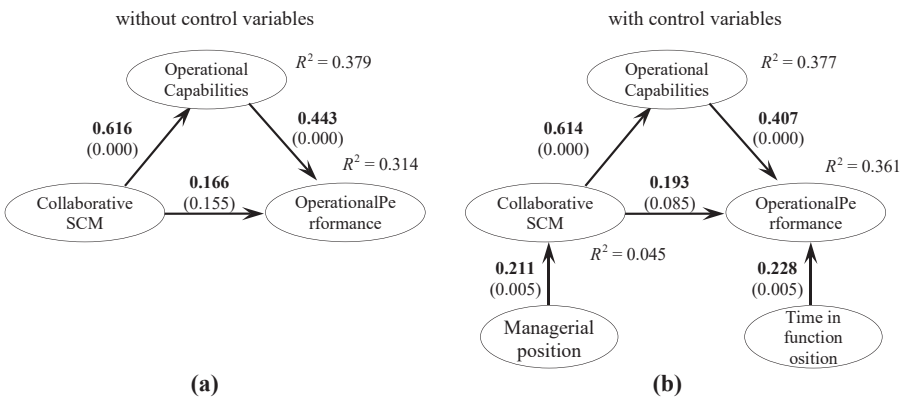 without control variables
Operational
Capabilities
R² = 0.379
0.616
(0.000)
0.443
(0.000)
R² = 0.314
0.166
(0.155)
Collaborative
SCM
OperationalPe
rformance
(a)
with control variables
Operational
Capabilities
R² = 0.377
0.614
(0.000)
0.407
(0.000)
R² = 0.361
0.193
(0.085)
Collaborative
SCM
OperationalPe
rformance
R² = 0.045
0.211
(0.005)
0.228
(0.005)
Managerial
position
Time in
function
osition
(b)